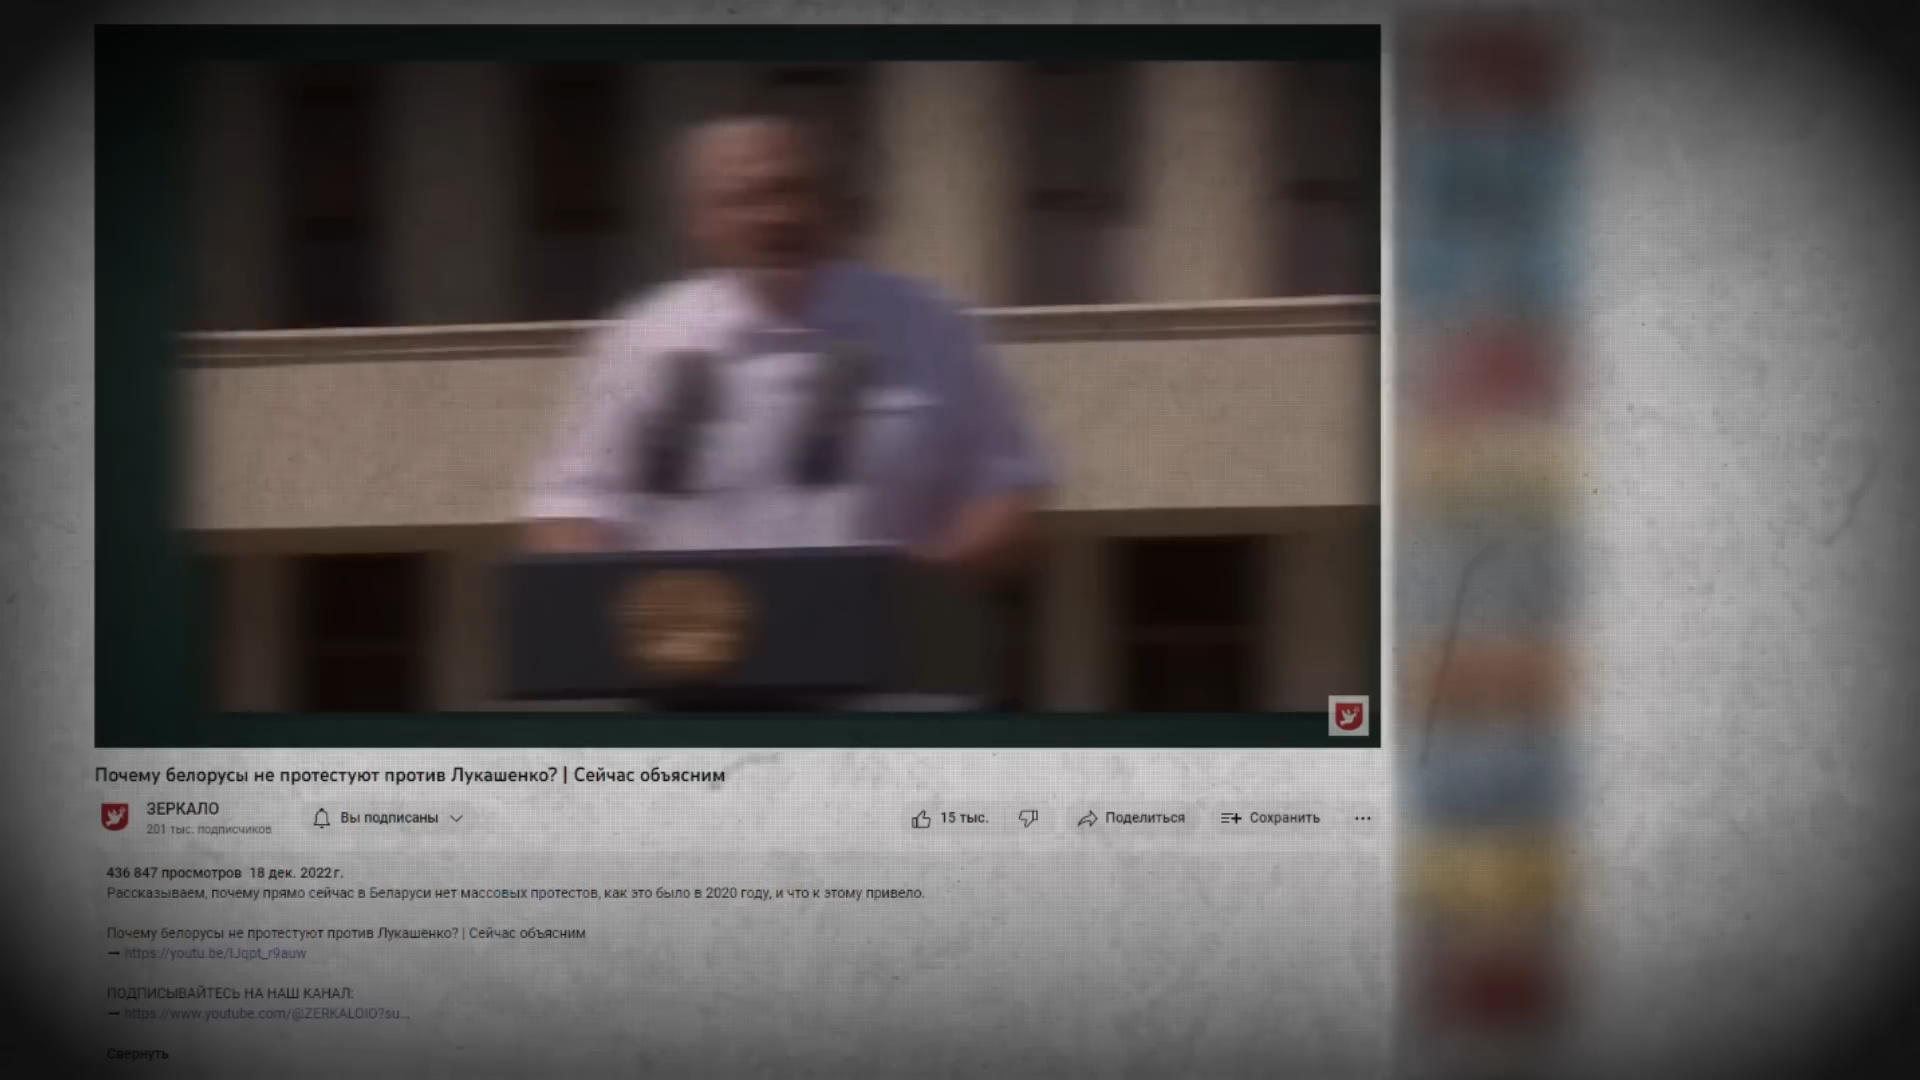 Почему белорусы не протестуют против Лукашенко? | Сейчас объясним
ЗЕРКАЛО
201 тыс. подписчиков
Вы подписаны
15 тыс.
Поделиться
Сохранить
436 847 просмотров 18 дек. 2022 г.
Рассказываем, почему прямо сейчас в Беларуси нет массовых протестов, как это было в 2020 году, и что к этому привело.
Почему белорусы не протестуют против Лукашенко? | Сейчас объясним
→ https://youtu.be/IJqpt_r9auw
ПОДПИСЫВАЙТЕСЬ НА НАШ КАНАЛ:
→ https://www.youtube.com/@ZERKALOIO?su...
Свернуть